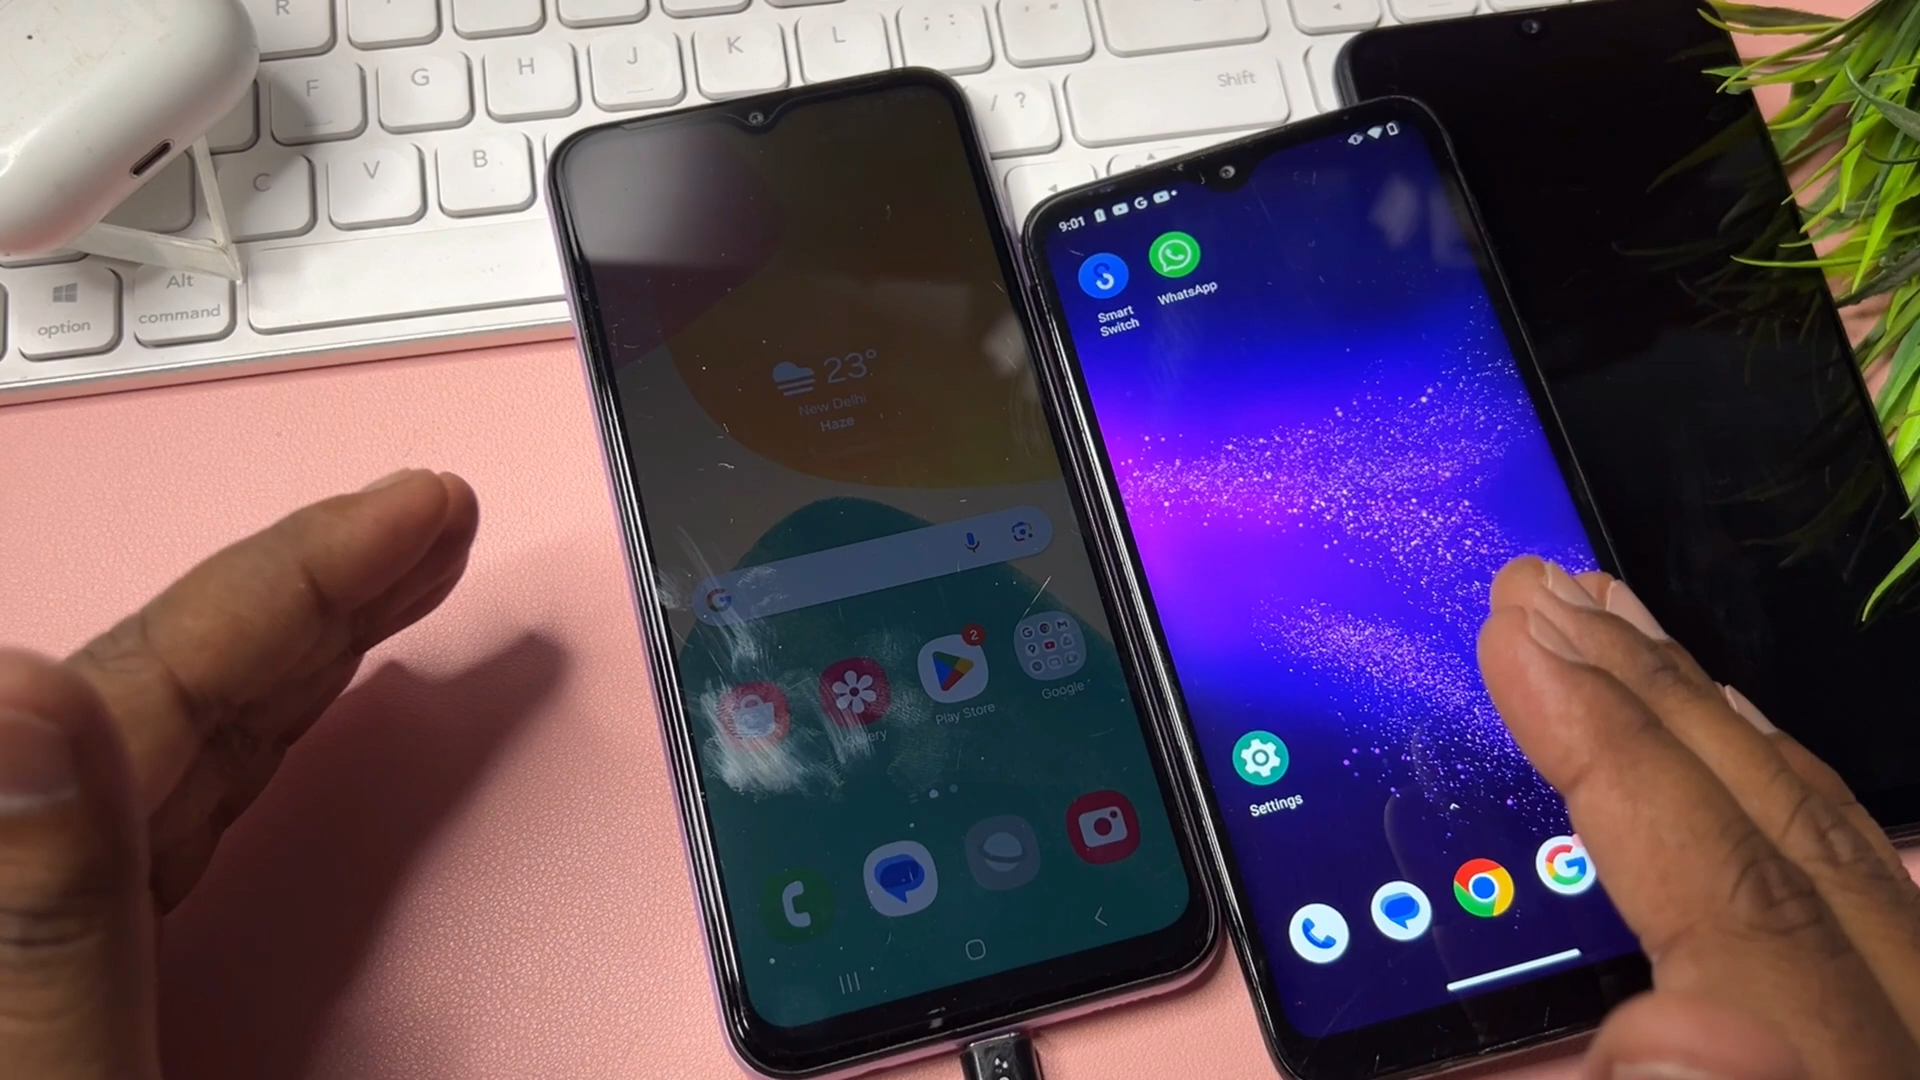 R
F
G
H
J
K
L
; :
" '
/ ?
Shift
C
V
B
option
Alt
command
23°
New Delhi
Haze
G
2
Play Store
Google
9:01
Smart
Switch
WhatsApp
Settings
G